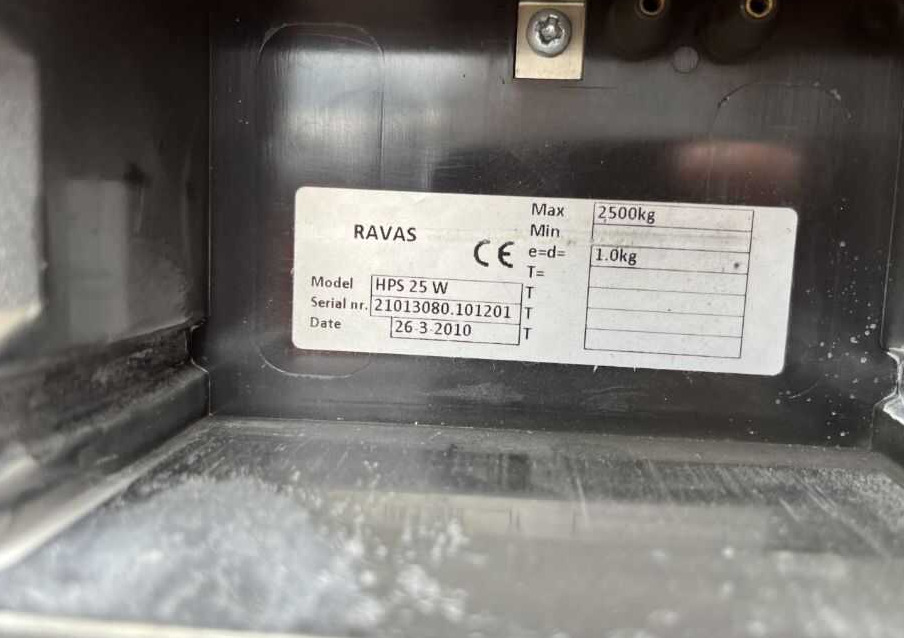 RAVAS
CE
Model HPS 25 W
Serial nr. 21013080.101201
Date 26-3-2010
Max 2500kg
Min
e=d= 1.0kg
T=
T
T
T